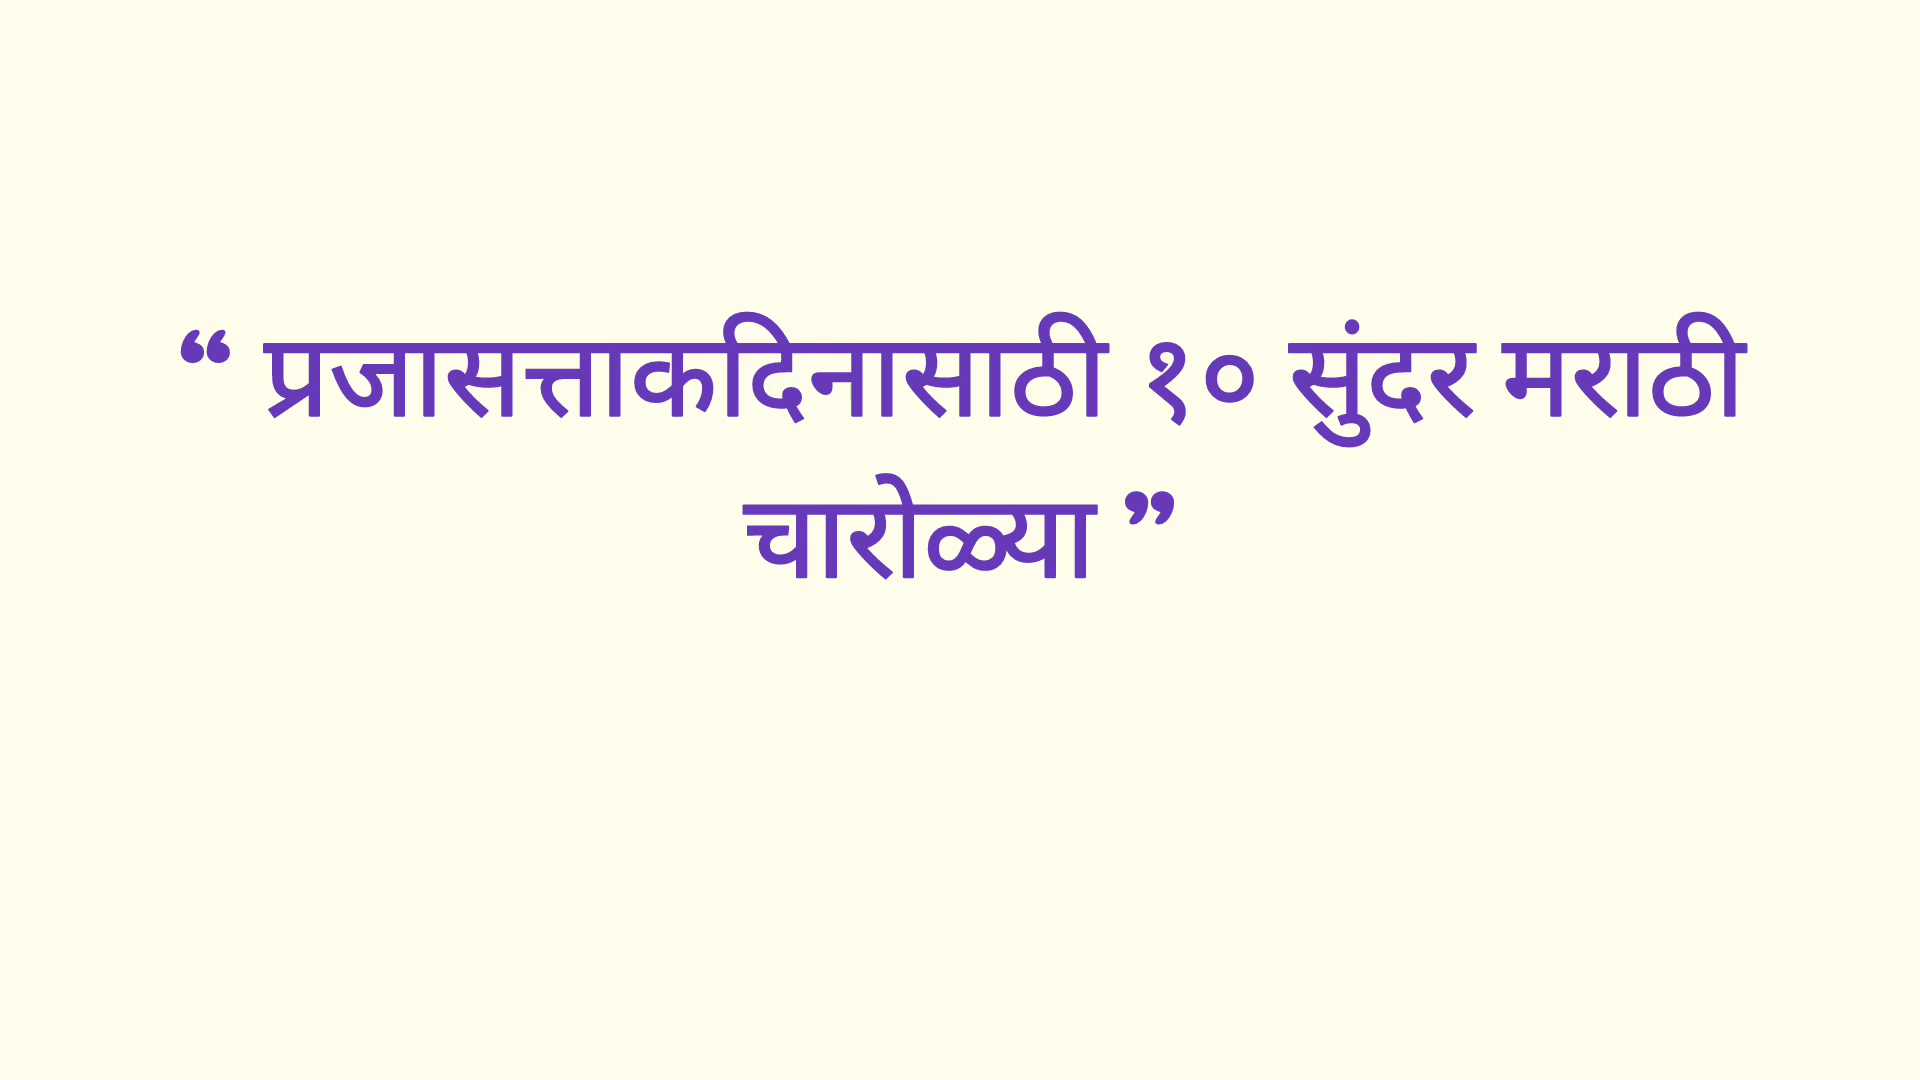 “ प्रजासत्ताकदिनासाठी १० सुंदर मराठी
चारोळ्या ”